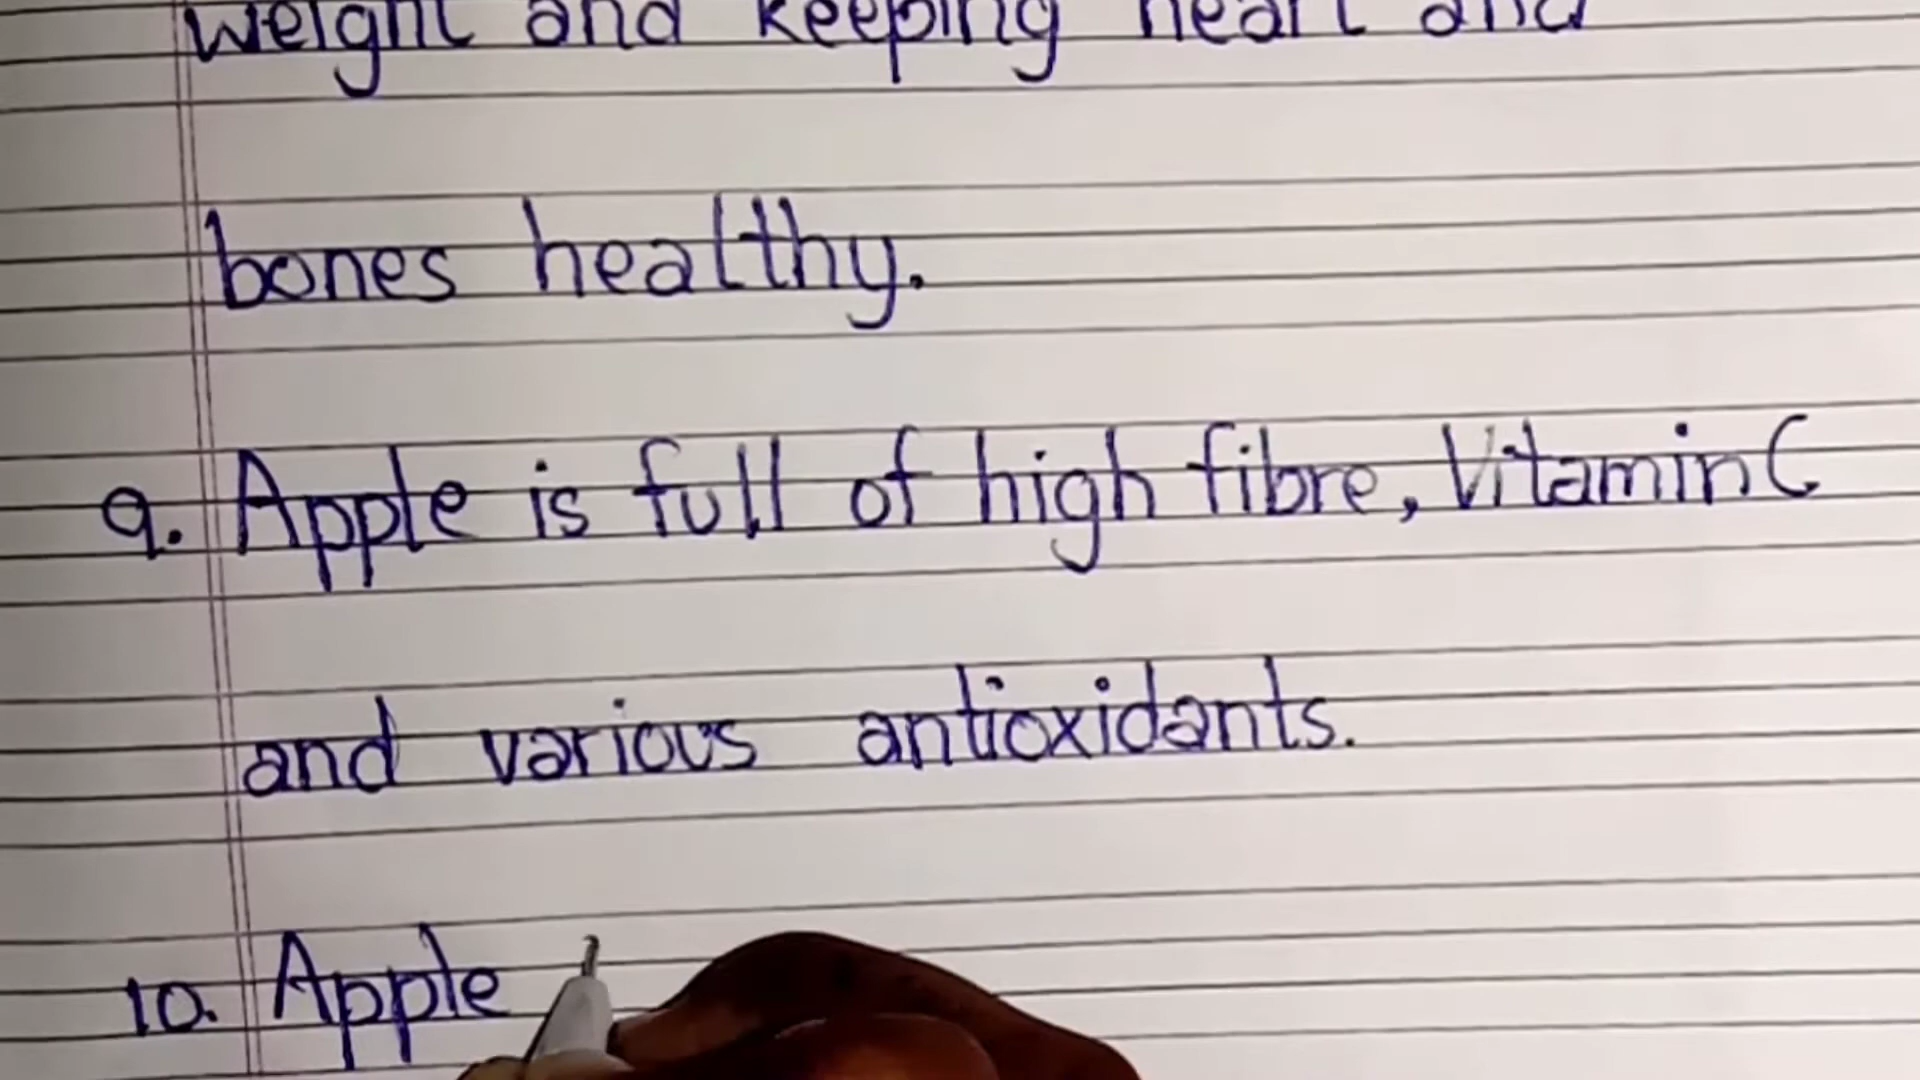 weight and keeping heart and
bones healthy.
9. Apple is full of high fibre, Vitamin C
and various antioxidants.
10. Apple